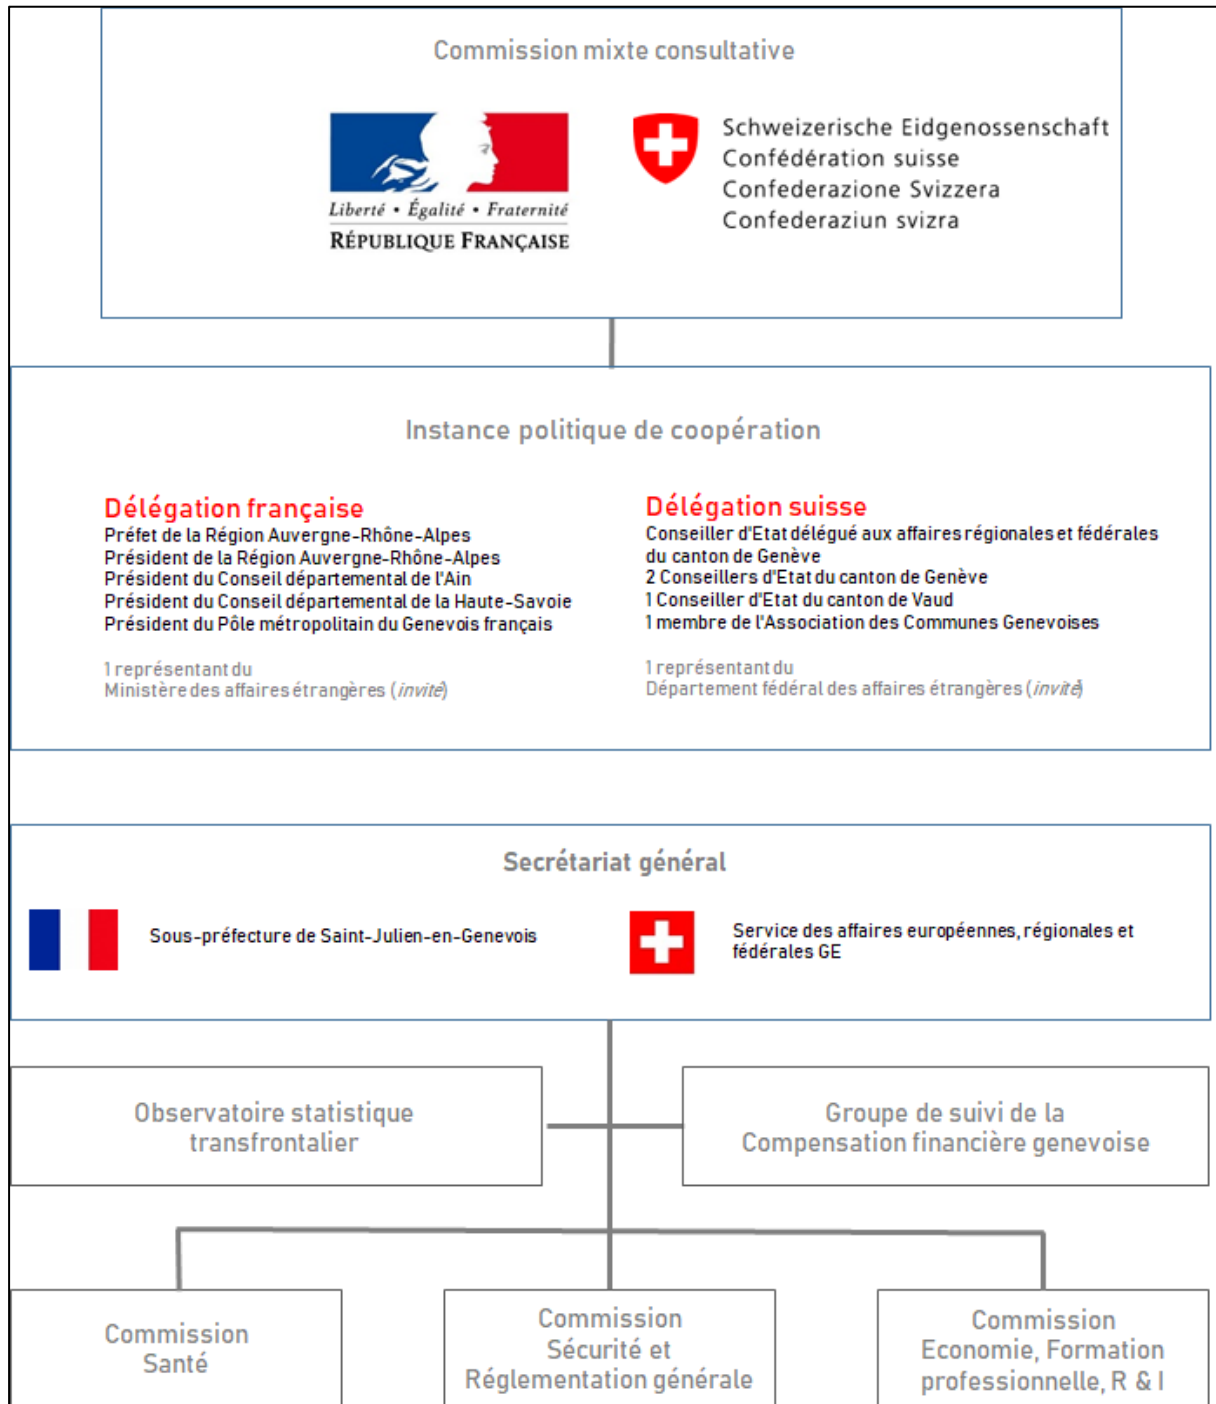 Commission mixte consultative
Liberté • Égalité • Fraternité
RÉPUBLIQUE FRANÇAISE
Schweizerische Eidgenossenschaft
Confédération suisse
Confederazione Svizzera
Confederaziun svizra
Instance politique de coopération
Délégation française
Préfet de la Région Auvergne-Rhône-Alpes
Président de la Région Auvergne-Rhône-Alpes
Président du Conseil départemental de l'Ain
Président du Conseil départemental de la Haute-Savoie
Président du Pôle métropolitain du Genevois français
1 représentant du
Ministère des affaires étrangères (invité)
Délégation suisse
Conseiller d'Etat délégué aux affaires régionales et fédérales
du canton de Genève
2 Conseillers d'Etat du canton de Genève
1 Conseiller d'Etat du canton de Vaud
1 membre de l'Association des Communes Genevoises
1 représentant du
Département fédéral des affaires étrangères (invité)
Secrétariat général
Sous-préfecture de Saint-Julien-en-Genevois
Service des affaires européennes, régionales et
fédérales GE
Observatoire statistique
transfrontalier
Groupe de suivi de la
Compensation financière genevoise
Commission
Santé
Commission
Sécurité et
Réglementation générale
Commission
Economie, Formation
professionnelle, R & I